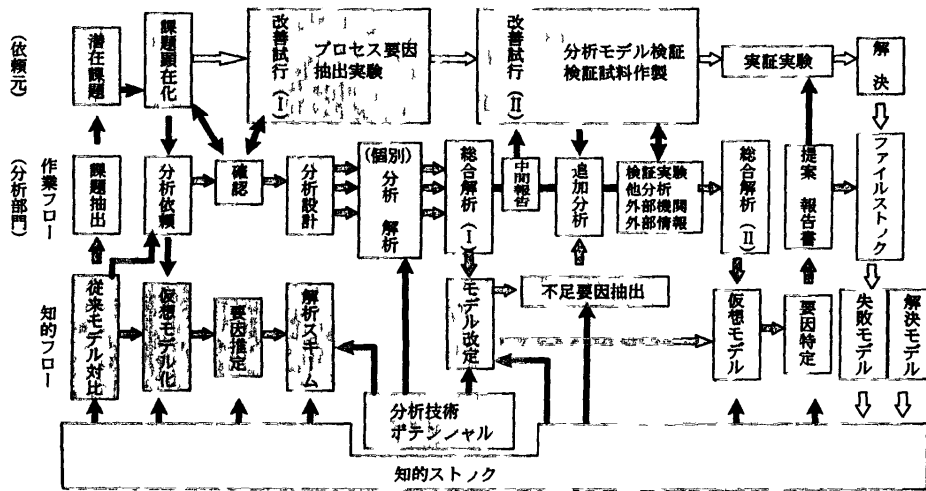 (依頼元)
潜在課題
課題顕在化
改善試行(I)
プロセス要因
抽出実験
改善試行(II)
分析モデル検証
検証試料作製
実証実験
解決
(分析部門)
作業フロー
課題抽出
分析依頼
確認
分析設計
(個別)
分析
解析
総合解析(I)
中間報告
追加分析
検証実験
他分析
外部機関
外部情報
総合解析(II)
提案 報告書
ファイルストック
知的フロー
従来モデル対比
仮想モデル化
要因推定
解析スキーム
モデル改定
不足要因抽出
仮想モデル
要因特定
失敗モデル
解決モデル
分析技術
ポテンシャル
知的ストック